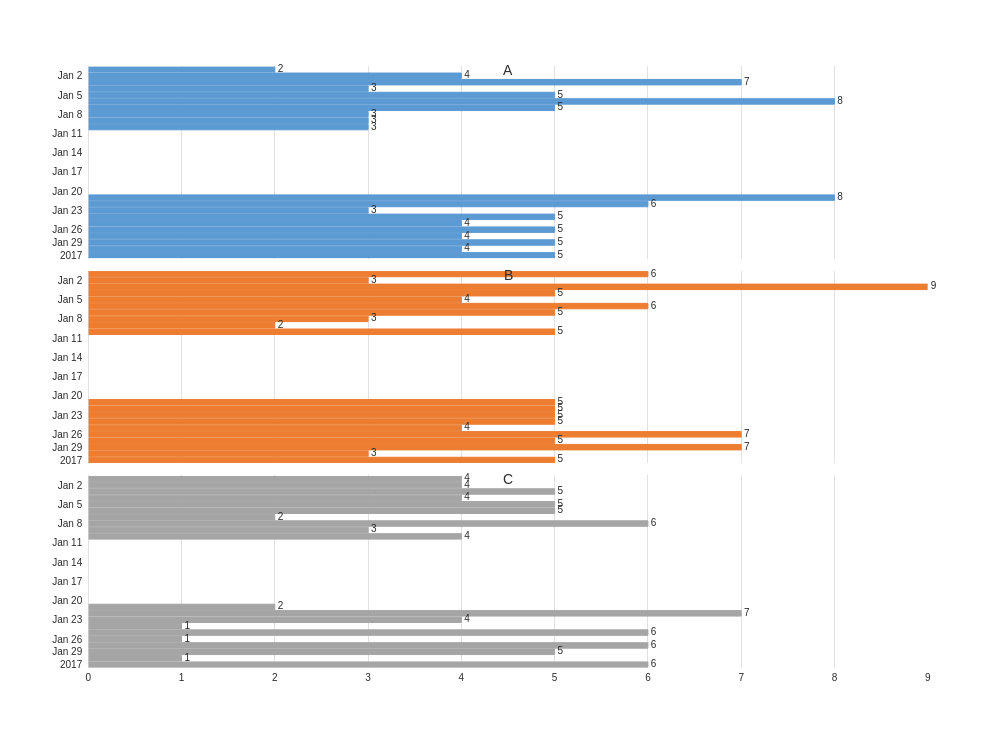 2 A
Jan 2 4
7
3
Jan 5 5
8
5
Jan 8 3
3
3
Jan 11
Jan 14
Jan 17
Jan 20
8
6
Jan 23 3
5
4
Jan 26 5
4
Jan 29 5
4
2017 5
B 6
Jan 2 3
9
5
Jan 5 4
6
5
Jan 8 3
2
5
Jan 11
Jan 14
Jan 17
Jan 20
5
5
Jan 23 5
5
4
Jan 26 7
5
Jan 29 7
3
2017 5
4 C
Jan 2 4
5
4
Jan 5 5
5
2
Jan 8 6
3
4
Jan 11
Jan 14
Jan 17
Jan 20
2
7
Jan 23 4
1
6
Jan 26 1
6
Jan 29 5
1
2017 6
0 1 2 3 4 5 6 7 8 9